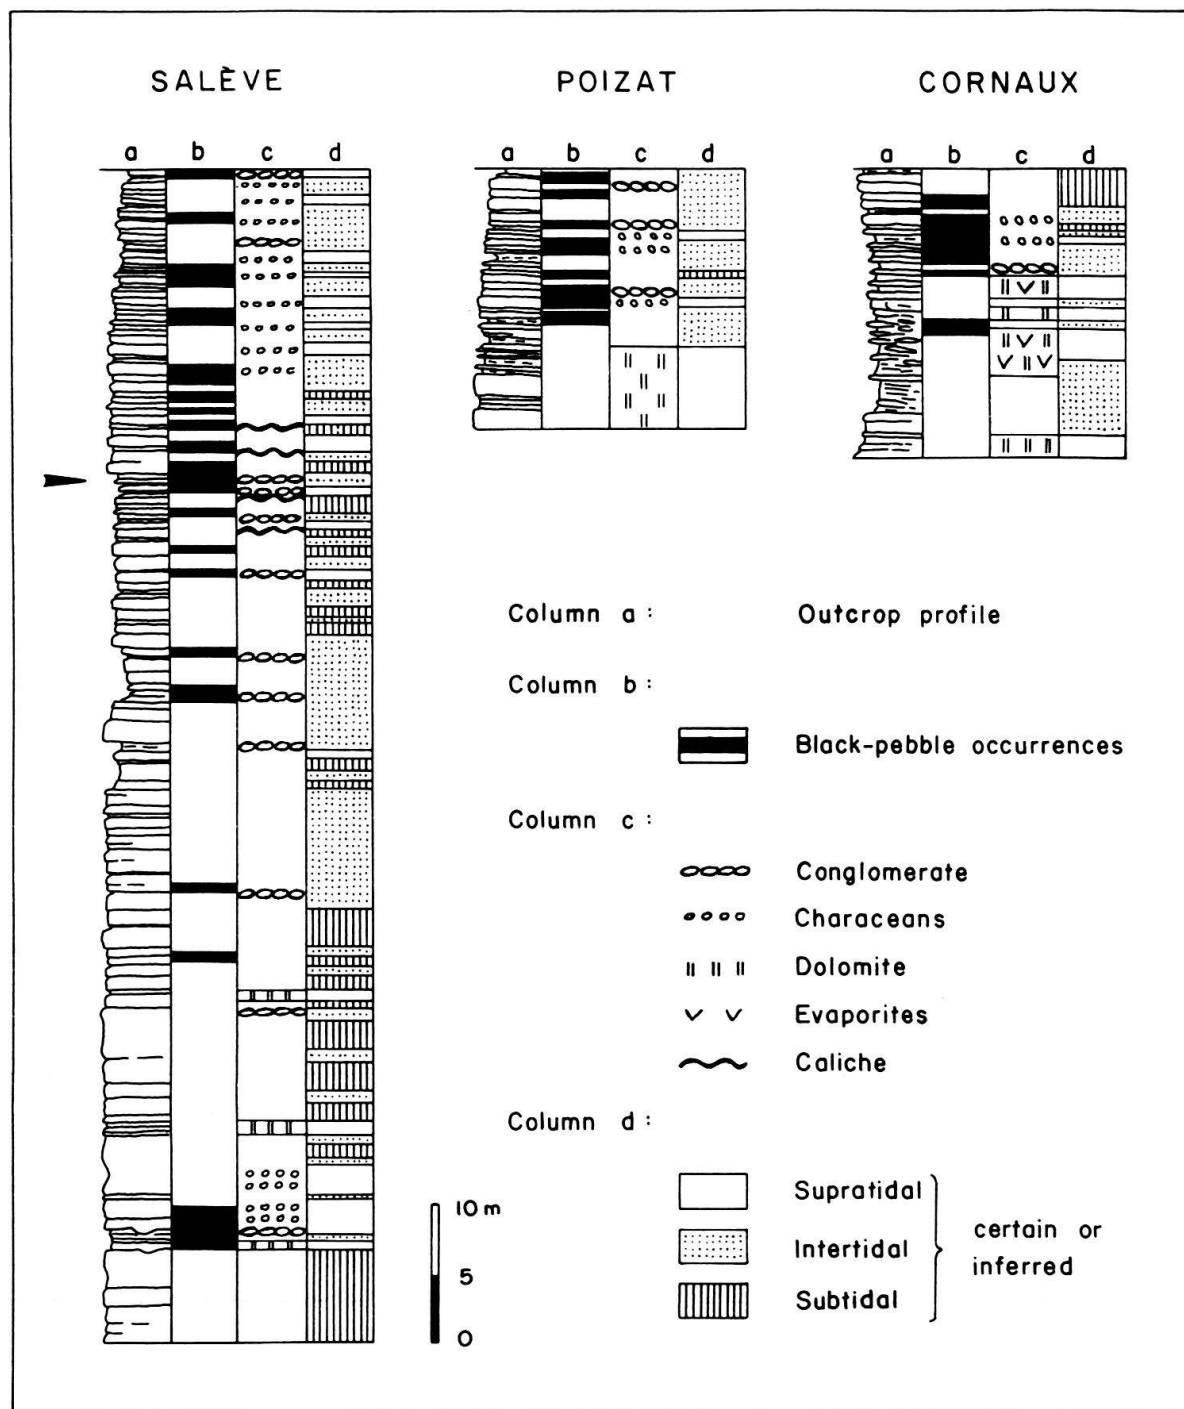 SALÈVE
POIZAT
CORNAUX
a b c d
a b c d
a b c d
Column a : Outcrop profile
Column b :
Black-pebble occurrences
Column c :
Conglomerate
Characeans
Dolomite
Evaporites
Caliche
Column d :
Supratidal
Intertidal
Subtidal
certain or
inferred
10 m
5
0